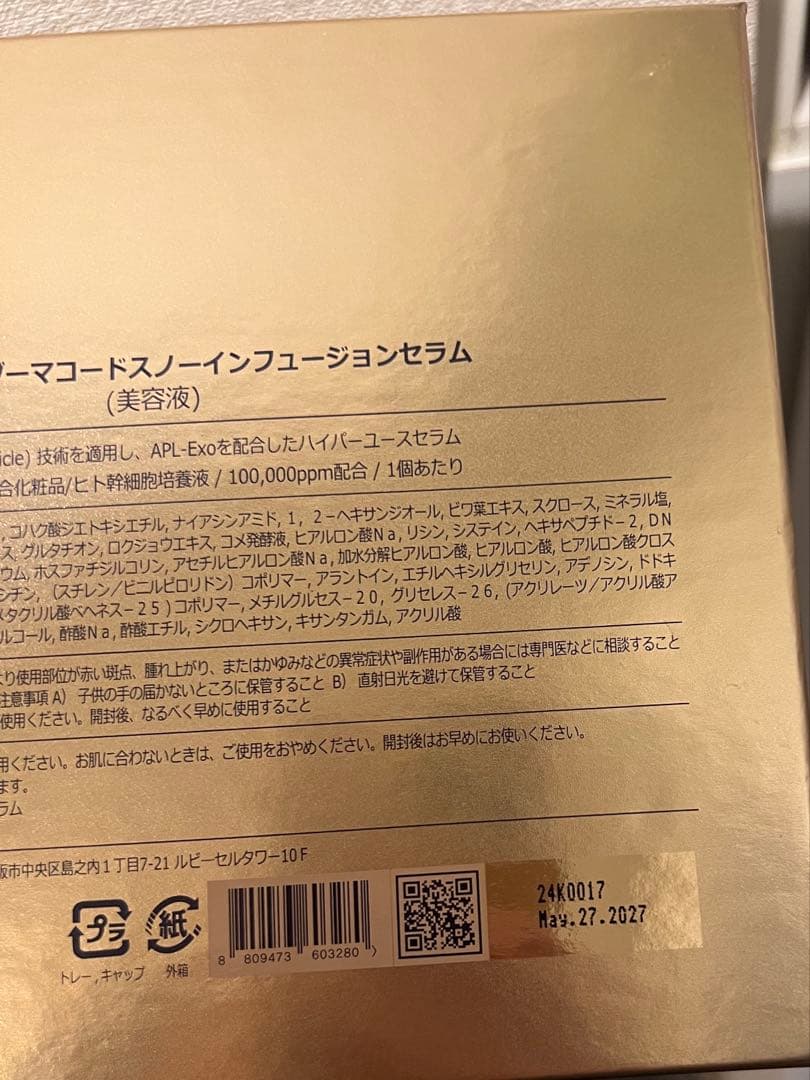 ーマコードスノーインフュージョンセラム
(美容液)
icle) 技術を適用し、APL-Exoを配合したハイパーユースセラム
合化粧品/ヒト幹細胞培養液 / 100,000ppm配合 / 1個あたり
, コハク酸ジエトキシエチル, ナイアシンアミド, 1, 2－ヘキサンジオール, ビワ葉エキス, スクロース, ミネラル塩,
ス, グルタチオン, ロクジョウエキス, コメ発酵液, ヒアルロン酸Na, リシン, システイン, ヘキサペプチド－2, DN
ウム, ホスファチジルコリン, アセチルヒアルロン酸Na, 加水分解ヒアルロン酸, ヒアルロン酸, ヒアルロン酸クロス
シチン, (スチレン／ビニルピロリドン) コポリマー, アラントイン, エチルヘキシルグリセリン, アデノシン, ドドキ
メタクリル酸ベヘネス－25) コポリマー, メチルグルセス－20, グリセレス－26, (アクリレーツ／アクリル酸ア
ルコール, 酢酸Na, 酢酸エチル, シクロヘキサン, キサンタンガム, アクリル酸
より使用部位が赤い斑点、腫れ上がり、またはかゆみなどの異常症状や副作用がある場合には専門医などに相談すること
注意事項 A) 子供の手の届かないところに保管すること B) 直射日光を避けて保管すること
使用ください。開封後、なるべく早めに使用すること
用ください。お肌に合わないときは、ご使用をおやめください。開封後はお早めにお使いください。
ます。
ラム
阪市中央区島之内1丁目7-21 ルビーセルタワー10F
プラ
紙
トレー, キャップ
外箱
8 809473 603280
24K0017
May.27.2027